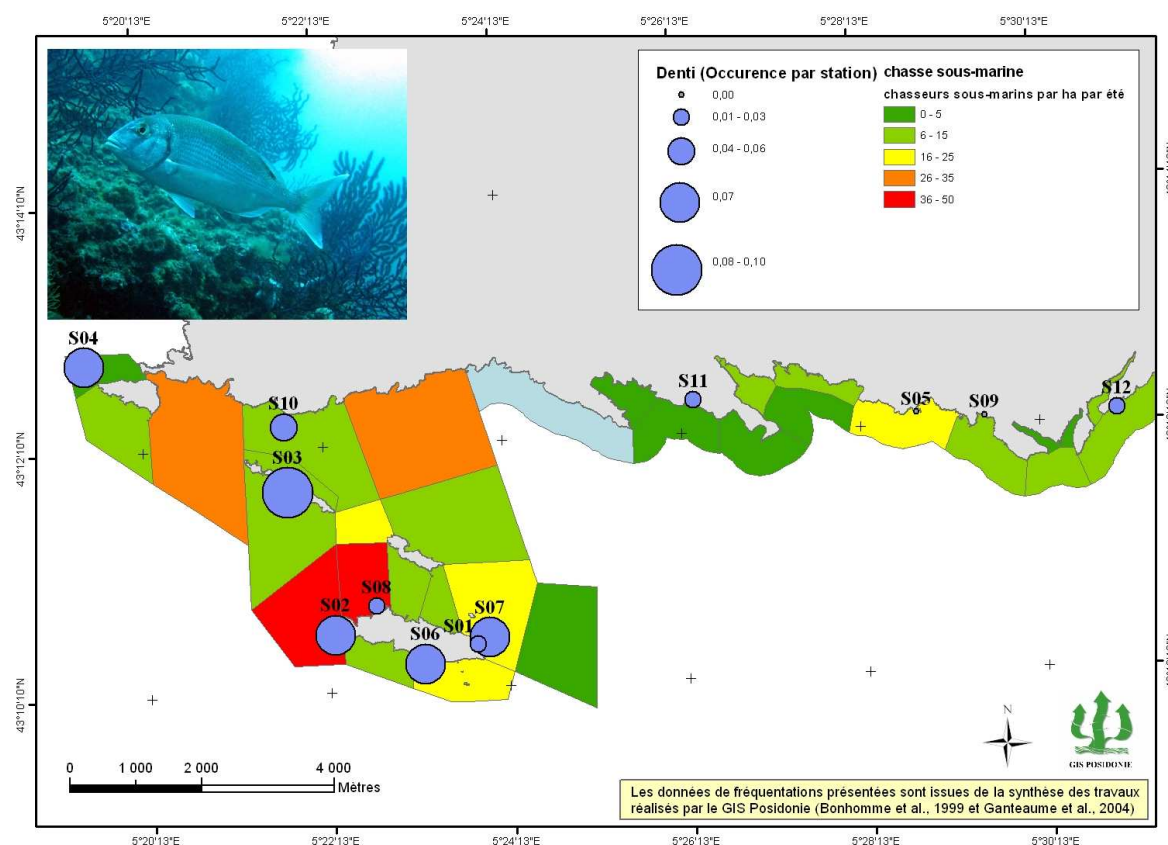 5°20'13"E
5°22'13"E
5°24'13"E
5°26'13"E
5°28'13"E
5°30'13"E
Denti (Occurence par station)
0,00
0,01 - 0,03
0,04 - 0,06
0,07
0,08 - 0,10
chasse sous-marine
chasseurs sous-marins par ha par été
0 - 5
6 - 15
16 - 25
26 - 35
36 - 50
43°14'10"N
43°12'10"N
43°10'10"N
S04
S10
S03
S11
S05
S09
S12
S08
S02
S07
S01
S06
N
GIS POSIDONIE
0
1 000
2 000
4 000
Mètres
Les données de fréquentations présentées sont issues de la synthèse des travaux
réalisés par le GIS Posidonie (Bonhomme et al., 1999 et Ganteaume et al., 2004)
5°20'13"E
5°22'13"E
5°24'13"E
5°26'13"E
5°28'13"E
5°30'13"E